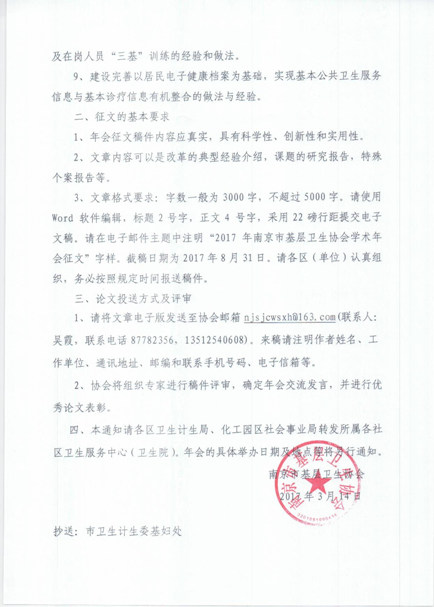 及在岗人员“三基”训练的经验和做法。
9、建设完善以居民电子健康档案为基础，实现基本公共卫生服务
信息与基本诊疗信息有机整合的做法与经验。
二、征文的基本要求
1、年会征文稿件内容应真实，具有科学性、创新性和实用性。
2、文章内容可以是改革的典型经验介绍，课题的研究报告，特殊
个案报告等。
3、文章格式要求：字数一般为 3000 字，不超过 5000 字。请使用
Word 软件编辑，标题 2 号字，正文 4 号字，采用 22 磅行距提交电子
文稿。请在电子邮件主题中注明“2017 年南京市基层卫生协会学术年
会征文”字样。截稿日期为 2017 年 8 月 31 日。请各区（单位）认真组
织，务必按照规定时间报送稿件。
三、论文投送方式及评审
1、请将文章电子版发送至协会邮箱 njsjcwsxh@163.com(联系人：
吴霞，联系电话 87782356，13512540608)。来稿请注明作者姓名、工
作单位、通讯地址、邮编和联系手机号码、电子信箱等。
2、协会将组织专家进行稿件评审，确定年会交流发言，并进行优
秀论文表彰。
四、本通知请各区卫生计生局、化工园区社会事业局转发所属各社
区卫生服务中心（卫生院）。年会的具体举办日期及地点将另行通知。
南京市基层卫生协会
2017 年 3 月 14 日
南京市基层卫生协会
抄送：市卫生计生委基妇处